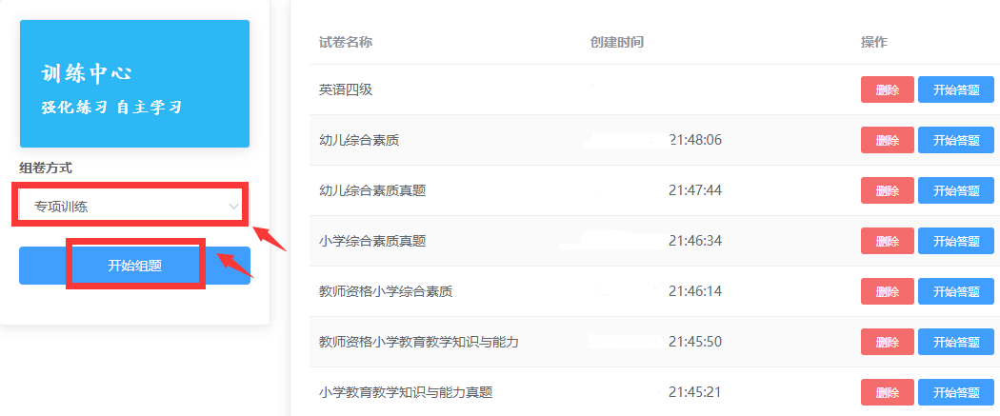 训练中心
强化练习 自主学习
组卷方式
专项训练
开始组题
试卷名称 创建时间 操作
英语四级 删除 开始答题
幼儿综合素质 21:48:06 删除 开始答题
幼儿综合素质真题 21:47:44 删除 开始答题
小学综合素质真题 21:46:34 删除 开始答题
教师资格小学综合素质 21:46:14 删除 开始答题
教师资格小学教育教学知识与能力 21:45:50 删除 开始答题
小学教育教学知识与能力真题 21:45:21 删除 开始答题